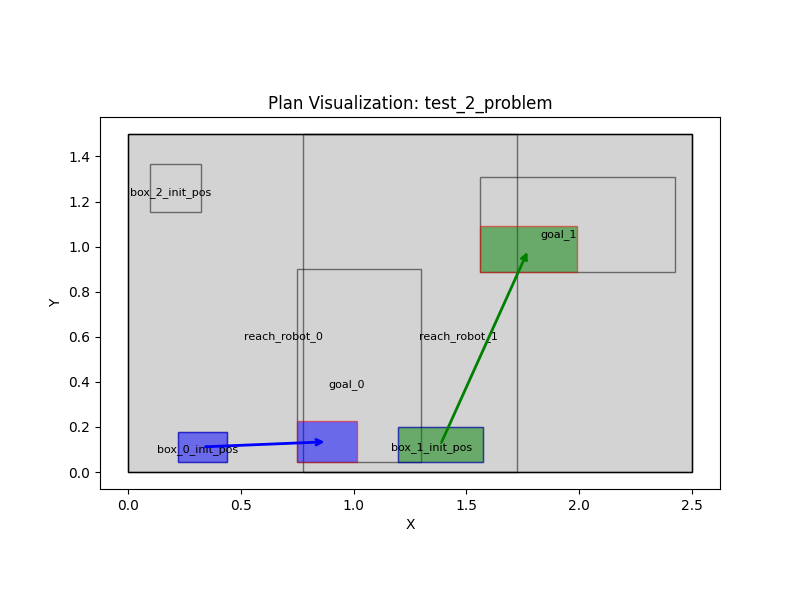 Plan Visualization: test_2_problem
1.4
1.2
1.0
0.8
0.6
0.4
0.2
0.0
Y
box_2_init_pos
goal_1
reach_robot_0
reach_robot_1
goal_0
box_0_init_pos
box_1_init_pos
0.0 0.5 1.0 1.5 2.0 2.5
X